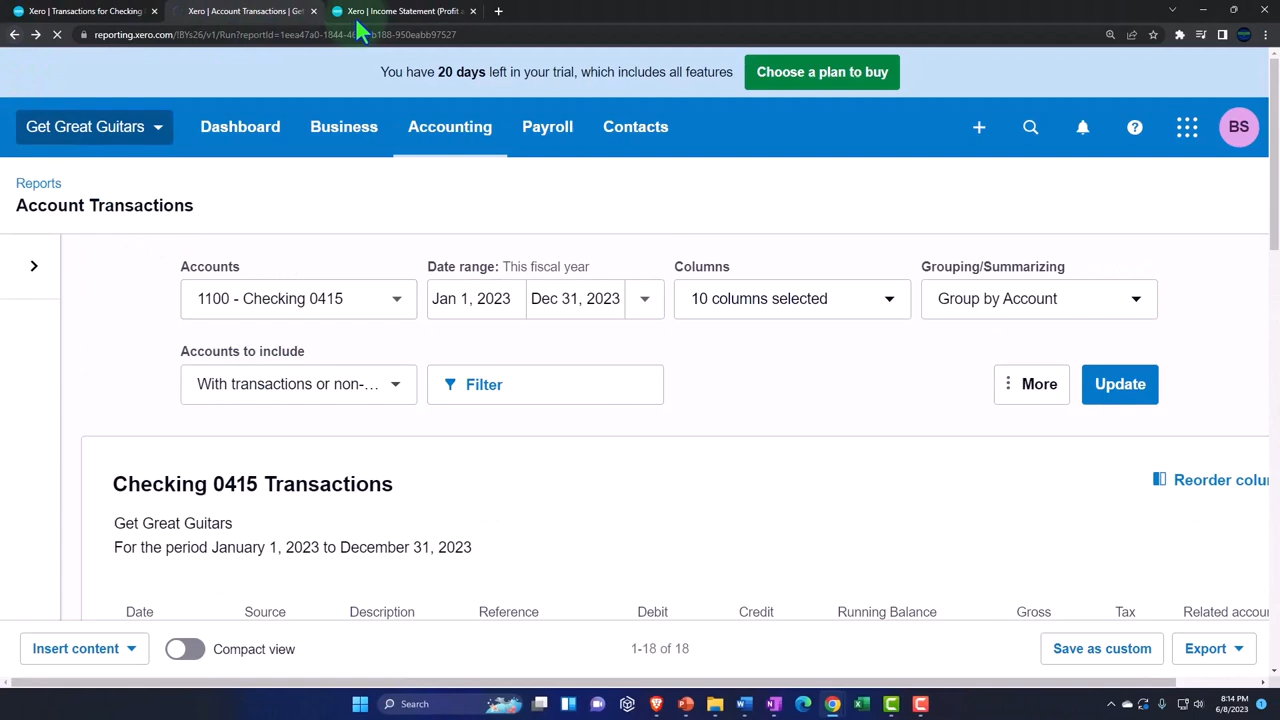 Xero | Transactions for Checking
Xero | Account Transactions | Get
Xero | Income Statement (Profit a
reporting.xero.com/
You have 20 days left in your trial, which includes all features
Choose a plan to buy
Get Great Guitars
Dashboard
Business
Accounting
Payroll
Contacts
BS
Reports
Account Transactions
Accounts
Date range: This fiscal year
Columns
Grouping/Summarizing
1100 - Checking 0415
Jan 1, 2023
Dec 31, 2023
10 columns selected
Group by Account
Accounts to include
With transactions or non-...
Filter
More
Update
Checking 0415 Transactions
Reorder colu
Get Great Guitars
For the period January 1, 2023 to December 31, 2023
Date
Source
Description
Reference
Debit
Credit
Running Balance
Gross
Tax
Related accou
Insert content
Compact view
1-18 of 18
Save as custom
Export
Search
8:14 PM
6/8/2023